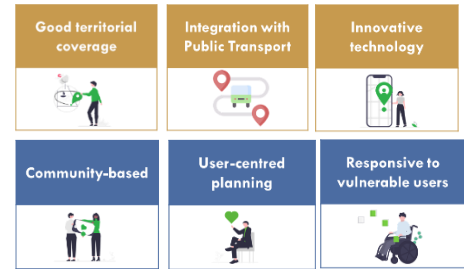 Good territorial
coverage
Integration with
Public Transport
Innovative
technology
Community-based
User-centred
planning
Responsive to
vulnerable users